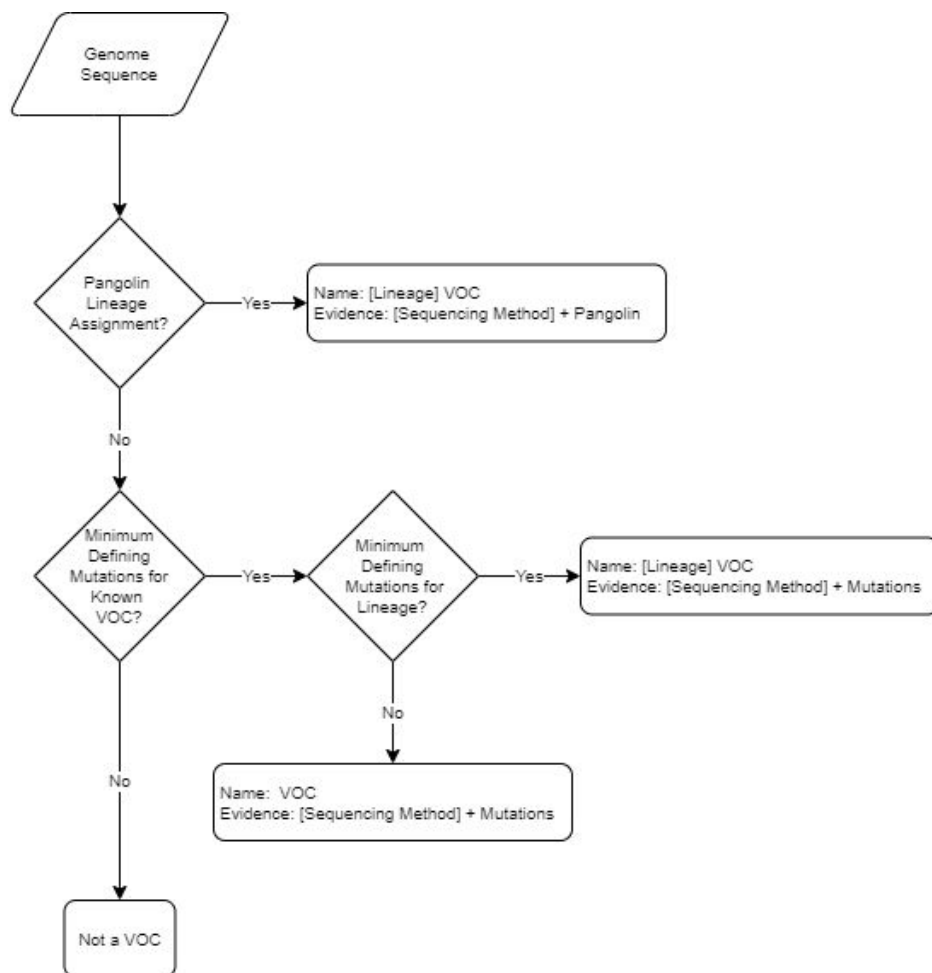 Genome
Sequence
Pangolin
Lineage
Assignment?
Yes
Name: [Lineage] VOC
Evidence: [Sequencing Method] + Pangolin
No
Minimum
Defining
Mutations for
Known
VOC?
Yes
Minimum
Defining
Mutations for
Lineage?
Yes
Name: [Lineage] VOC
Evidence: [Sequencing Method] + Mutations
No
Name: VOC
Evidence: [Sequencing Method] + Mutations
No
Not a VOC